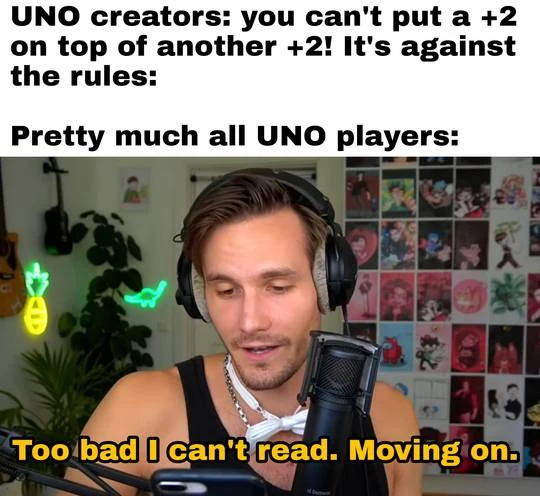 UNO creators: you can't put a +2
on top of another +2! It's against
the rules:
Pretty much all UNO players:
Too bad I can't read. Moving on.